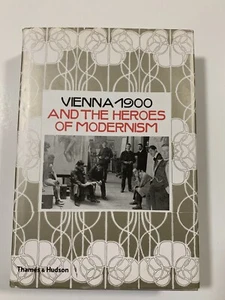 VIENNA 1900
AND THE HEROES
OF MODERNISM
Thames & Hudson